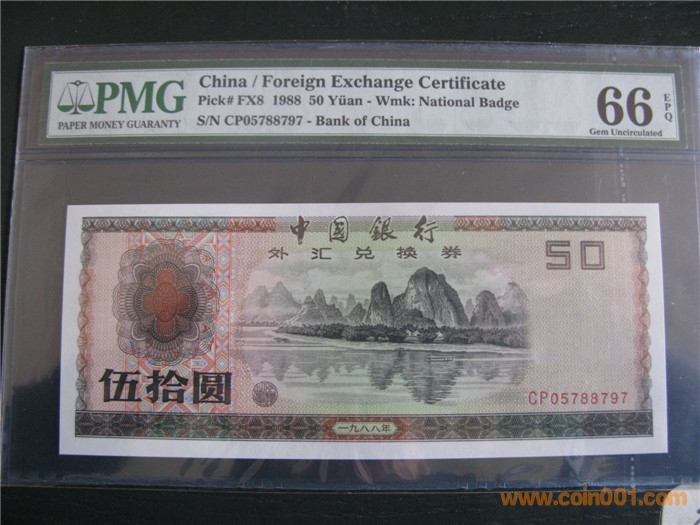 PMG
PAPER MONEY GUARANTY
China / Foreign Exchange Certificate
Pick# FX8 1988 50 Yüan - Wmk: National Badge
S/N CP05788797 - Bank of China
66 EPQ
Gem Uncirculated
中国銀行
外汇兑换券
50
伍拾圆
CP05788797
一九八八年
www.coin001.com